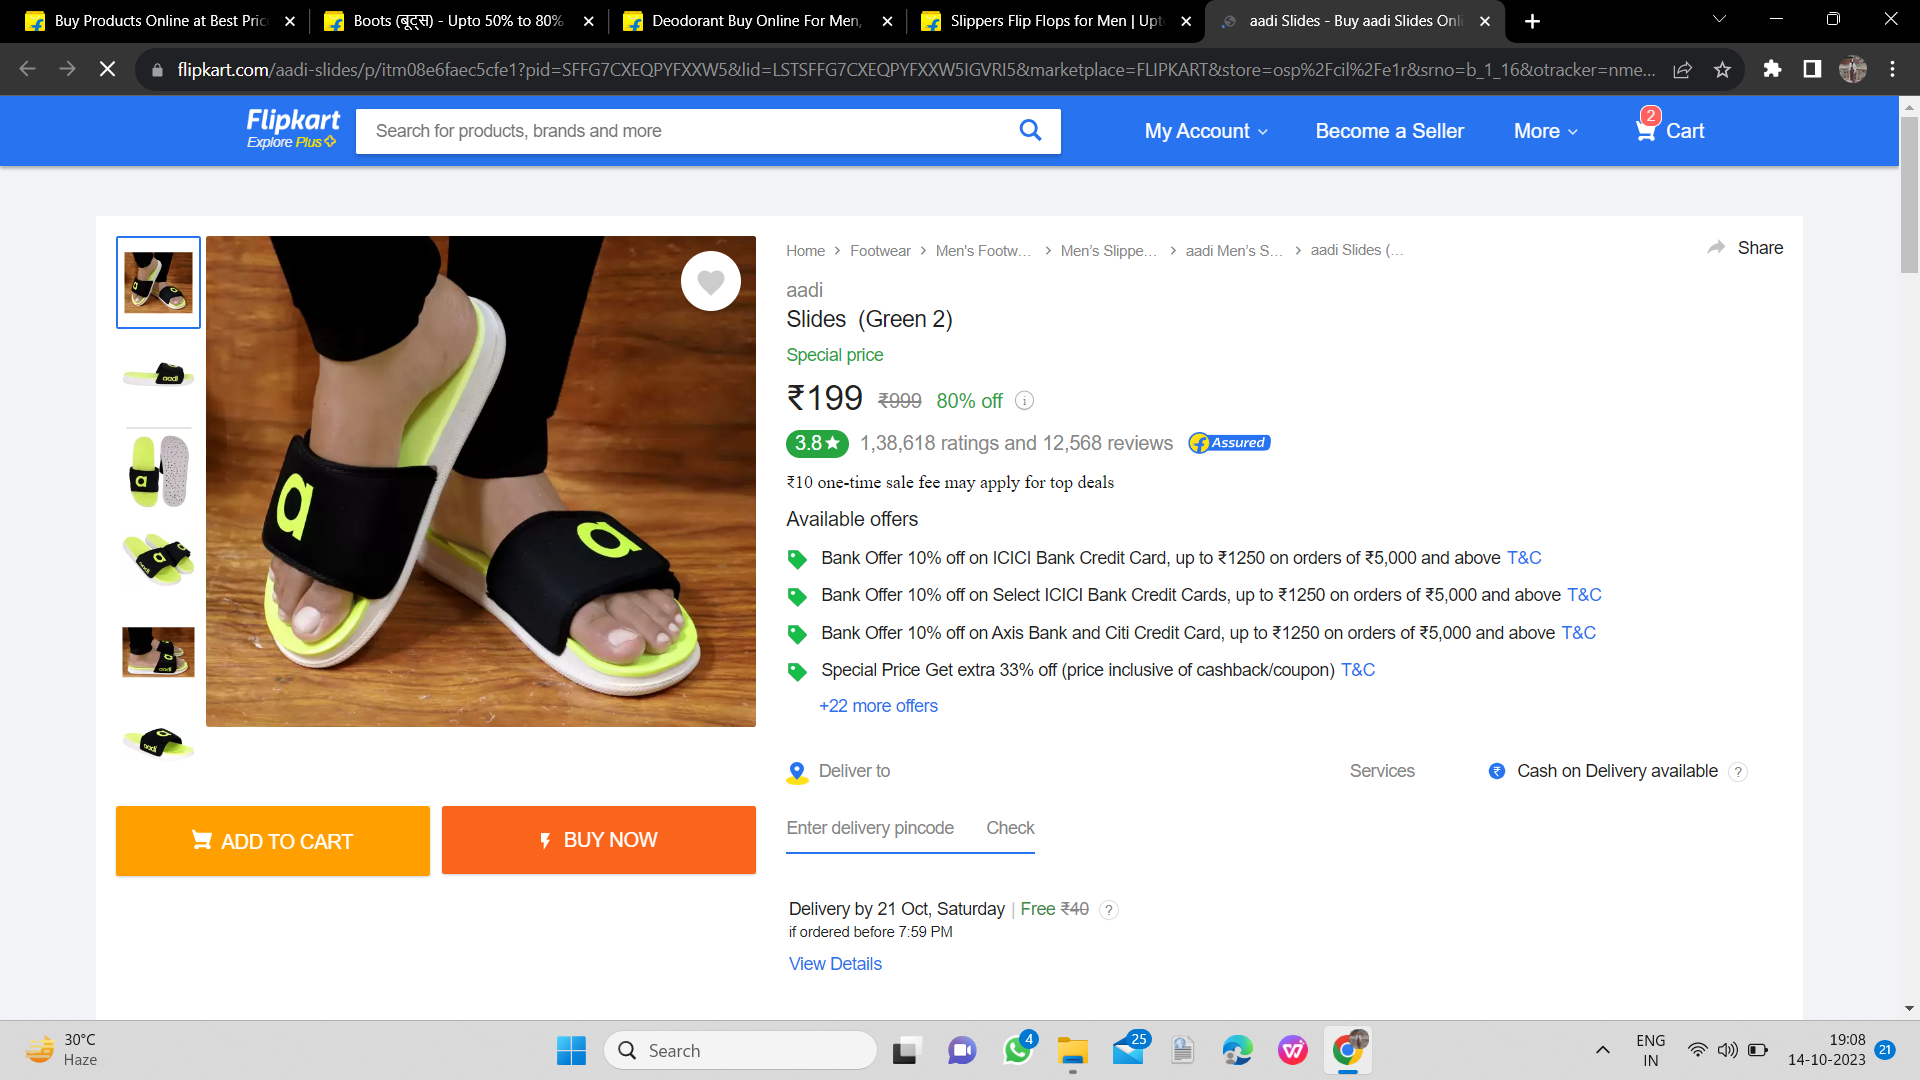 Buy Products Online at Best Pric
Boots (बूट्स) - Upto 50% to 80%
Deodorant Buy Online For Men,
Slippers Flip Flops for Men | Upt
aadi Slides - Buy aadi Slides Onli
flipkart.com/aadi-slides/p/itm08e6faec5cfe1?pid=SFFG7CXEQPYFXXW5&lid=LSTSFFG7CXEQPYFXXW5IGVRI5&marketplace=FLIPKART&store=osp%2Fcil%2Fe1r&srno=b_1_16&otracker=nme...
Flipkart
Explore Plus
Search for products, brands and more
My Account
Become a Seller
More
2
Cart
Home > Footwear > Men's Footw... > Men's Slippe... > aadi Men's S... > aadi Slides (...
Share
aadi
Slides (Green 2)
Special price
₹199 ₹999 80% off
3.8 1,38,618 ratings and 12,568 reviews Assured
₹10 one-time sale fee may apply for top deals
Available offers
Bank Offer 10% off on ICICI Bank Credit Card, up to ₹1250 on orders of ₹5,000 and above T&C
Bank Offer 10% off on Select ICICI Bank Credit Cards, up to ₹1250 on orders of ₹5,000 and above T&C
Bank Offer 10% off on Axis Bank and Citi Credit Card, up to ₹1250 on orders of ₹5,000 and above T&C
Special Price Get extra 33% off (price inclusive of cashback/coupon) T&C
+22 more offers
Deliver to
Services
Cash on Delivery available ?
ADD TO CART
BUY NOW
Enter delivery pincode
Check
Delivery by 21 Oct, Saturday | Free ₹40 ?
if ordered before 7:59 PM
View Details
a
a
aadi
a
a
aadi
aadi
30°C
Haze
Search
4
25
ENG
IN
19:08
14-10-2023
21